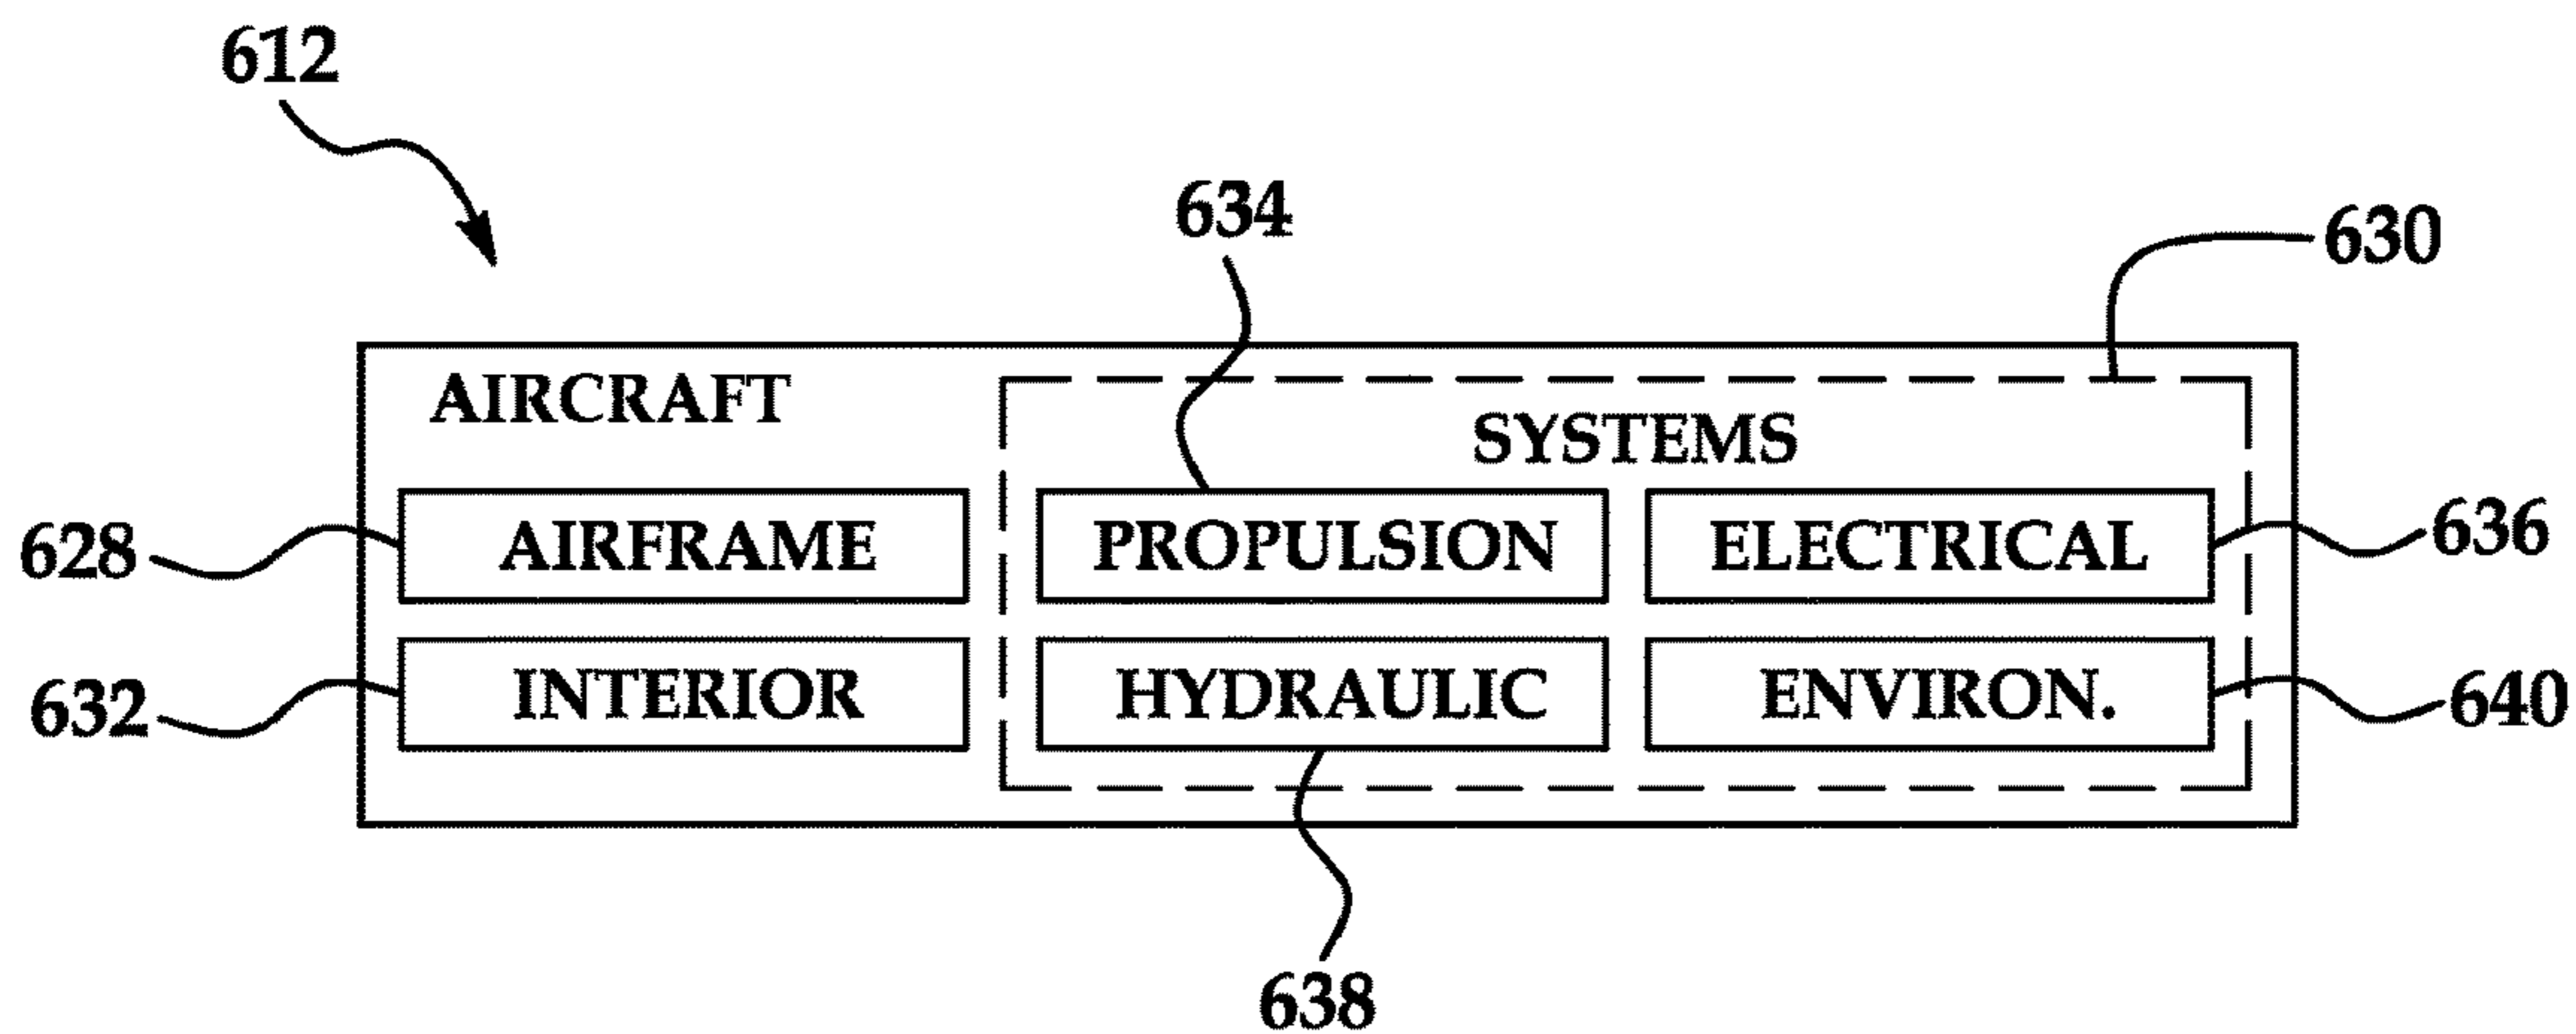 612
634
630
AIRCRAFT
SYSTEMS
628
AIRFRAME
PROPULSION
ELECTRICAL
636
632
INTERIOR
HYDRAULIC
ENVIRON.
640
638